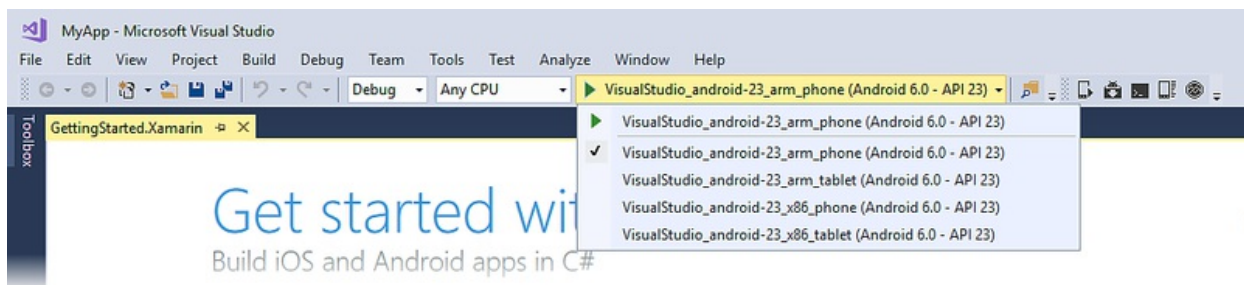 MyApp - Microsoft Visual Studio
File Edit View Project Build Debug Team Tools Test Analyze Window Help
Debug Any CPU VisualStudio_android-23_arm_phone (Android 6.0 - API 23)
Toolbox
GettingStarted.Xamarin
VisualStudio_android-23_arm_phone (Android 6.0 - API 23)
VisualStudio_android-23_arm_phone (Android 6.0 - API 23)
VisualStudio_android-23_arm_tablet (Android 6.0 - API 23)
VisualStudio_android-23_x86_phone (Android 6.0 - API 23)
VisualStudio_android-23_x86_tablet (Android 6.0 - API 23)
Get started wit
Build iOS and Android apps in C#